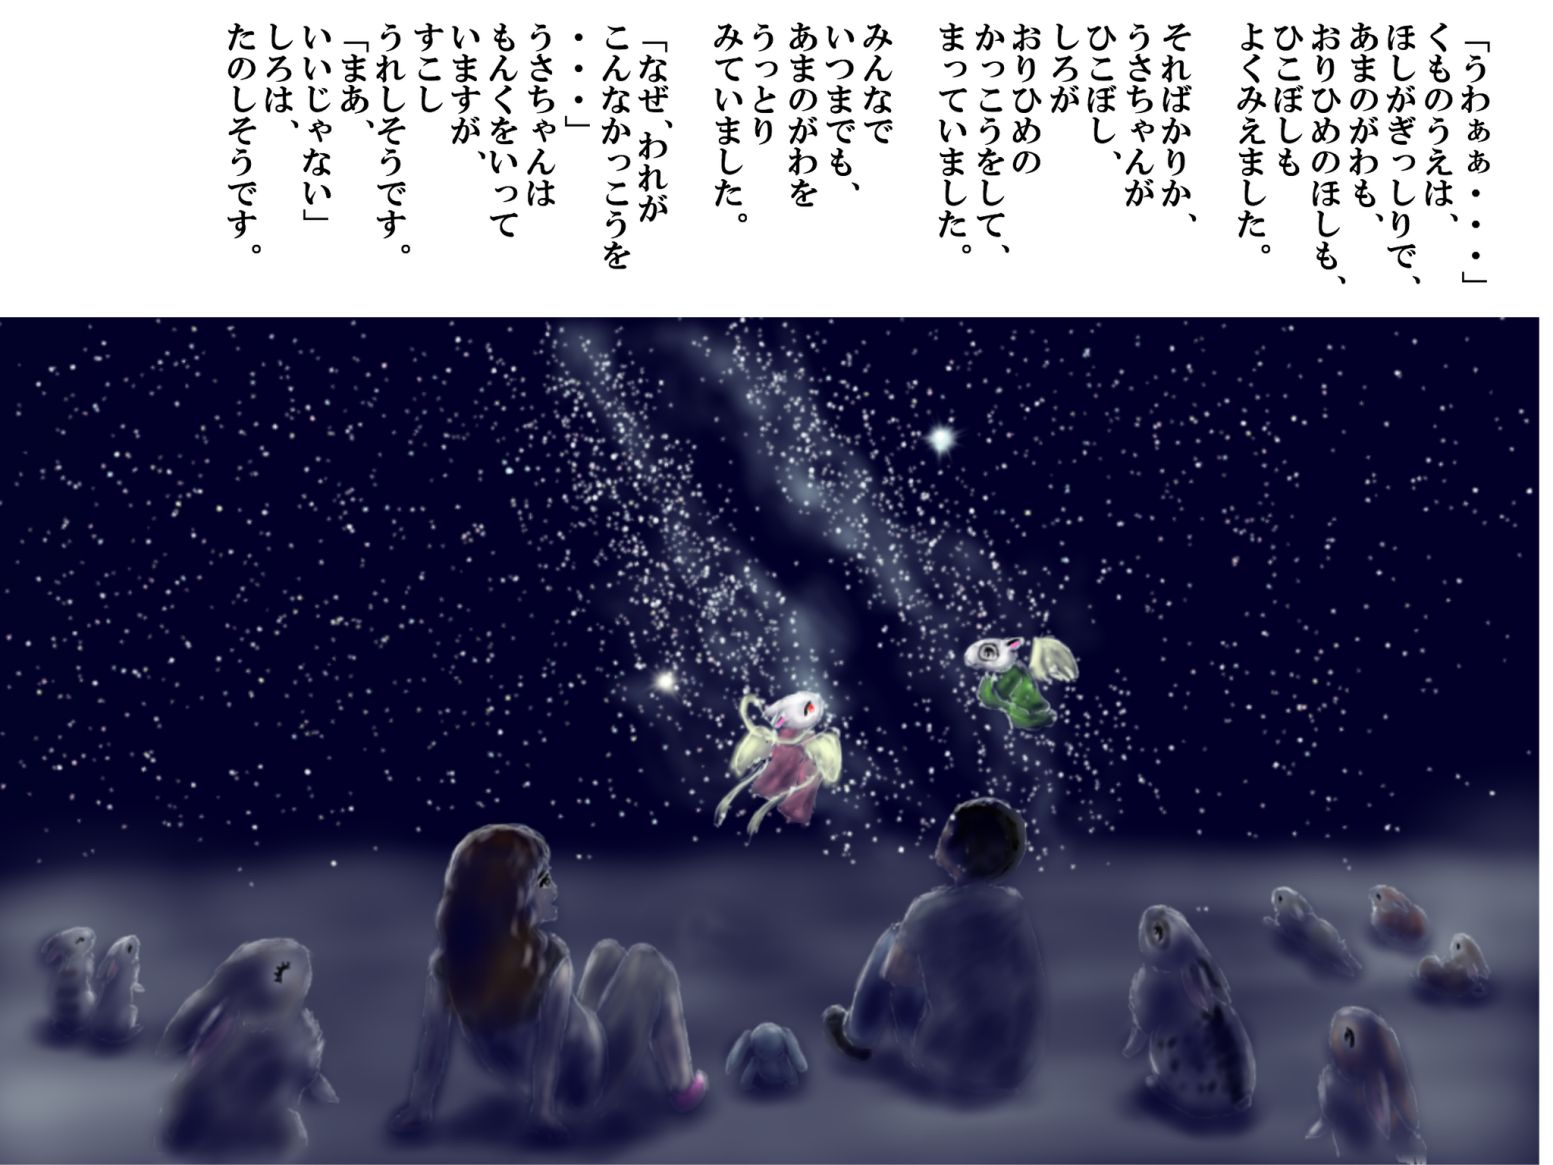 「うわぁぁ・・・」
くものうえは、
ほしがぎっしりで、
あまのがわも、
おりひめのほしも、
ひこぼしも
よくみえました。
そればかりか、
うさちゃんが
ひこぼし、
しろが
おりひめの
かっこうをして、
まっていました。
みんなで
いつまでも、
あまのがわを
うっとり
みていました。
「なぜ、われが
こんなかっこうを
・・・」
うさちゃんは
もんくをいって
いますが、
すこし
うれしそうです。
「まあ、
いいじゃない」
しろは、
たのしそうです。